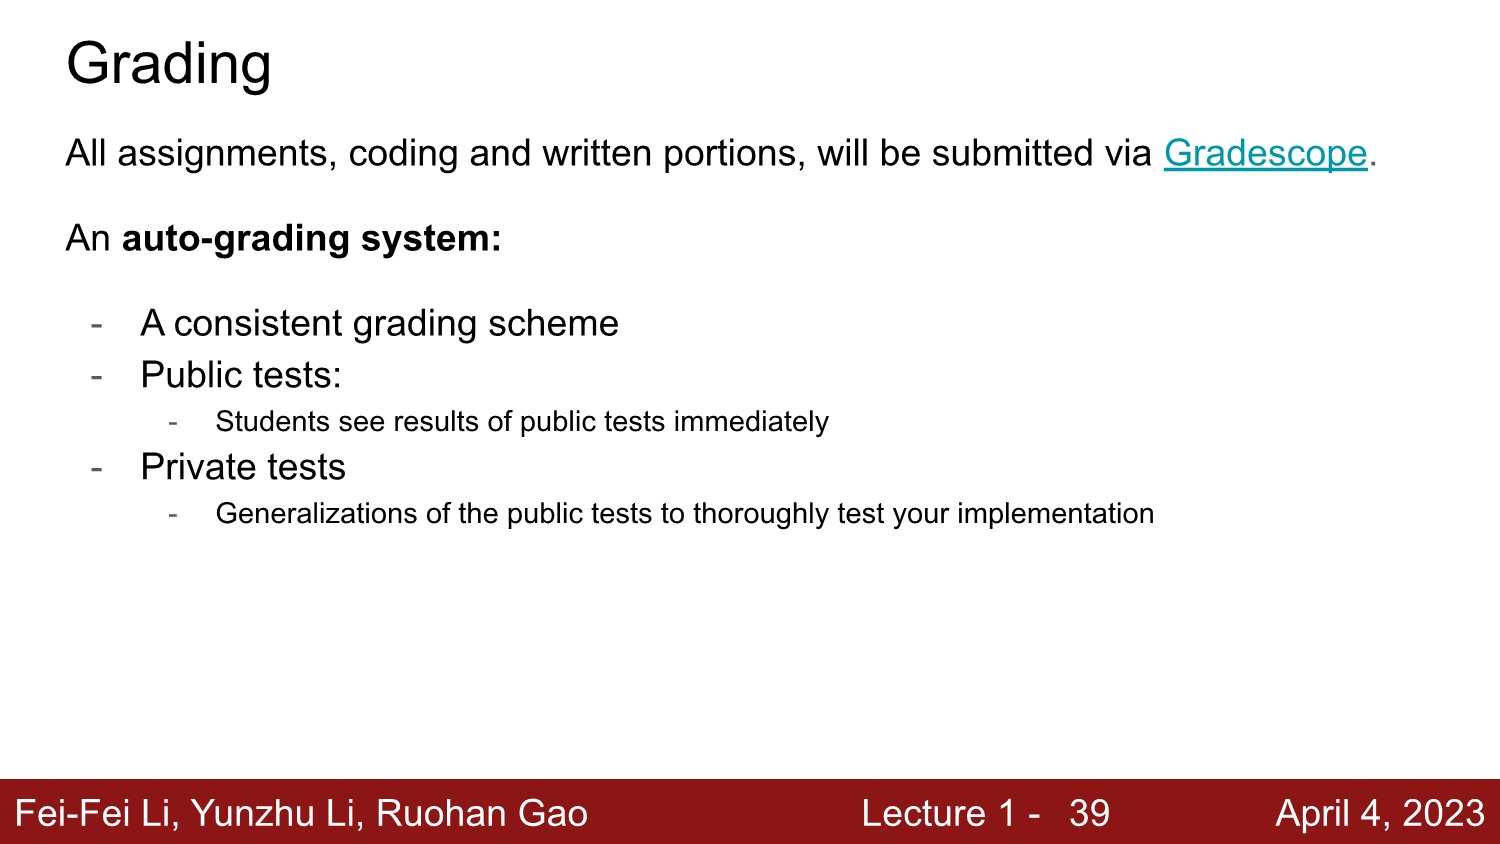 Grading
All assignments, coding and written portions, will be submitted via Gradescope.
An auto-grading system:
- A consistent grading scheme
- Public tests:
- Students see results of public tests immediately
- Private tests
- Generalizations of the public tests to thoroughly test your implementation
Fei-Fei Li, Yunzhu Li, Ruohan Gao Lecture 1 - 39 April 4, 2023